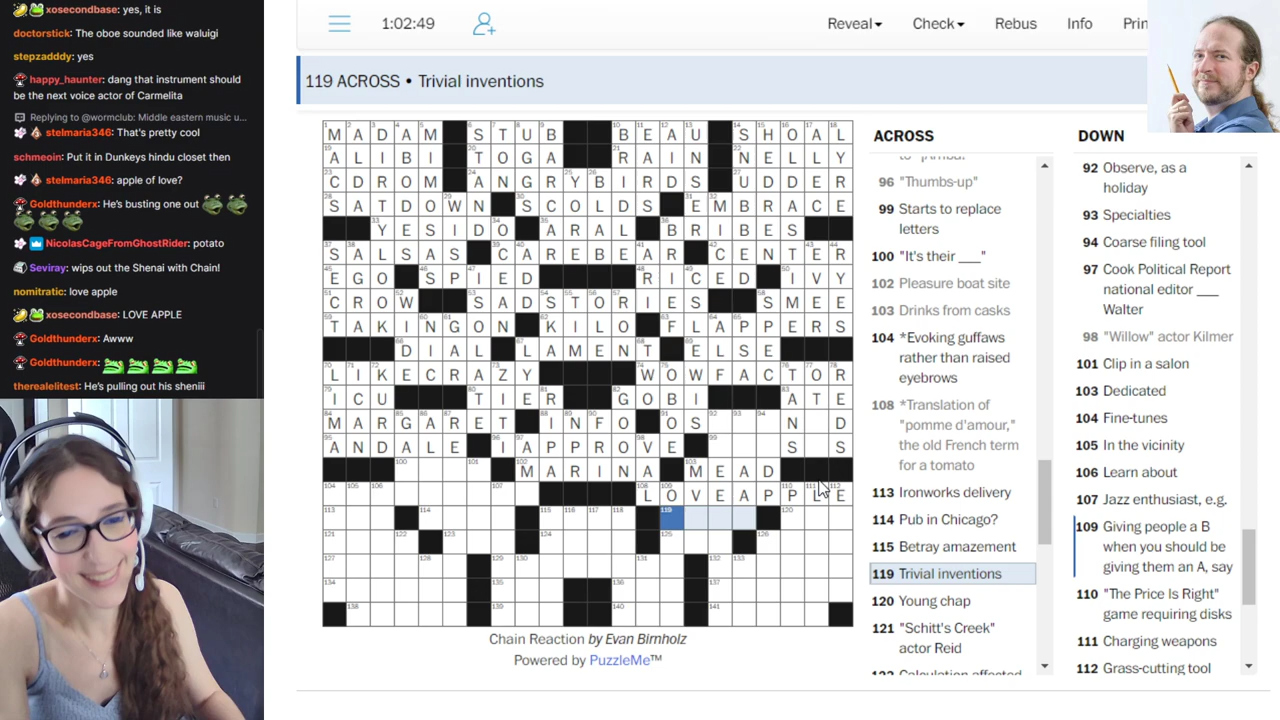 xosecondbase: yes, it is
doctorstick: The oboe sounded like waluigi
stepzadddy: yes
happy_haunter: dang that instrument should
be the next voice actor of Carmelita
Replying to @wormclub: Middle eastern music u...
stelmaria346: That's pretty cool
schmeoin: Put it in Dunkeys hindu closet then
stelmaria346: apple of love?
Goldthunderx: He's busting one out
NicolasCageFromGhostRider: potato
Seviray: wips out the Shenai with Chain!
nomitratic: love apple
xosecondbase: LOVE APPLE
Goldthunderx: Awww
Goldthunderx:
therealelitest: He's pulling out his sheniii
1:02:49
Reveal
Check
Rebus
Info
Prin
119 ACROSS • Trivial inventions
M A D A M S T U B B E A U S H O A L
A L I B I T O G A R A I N N E L L Y
C D R O M A N G R Y B I R D S U D D E R
S A T D O W N S C O L D S E M B R A C E
Y E S I D O A R A L B R I B E S
S A L S A S C A R E B E A R C E N T E R
E G O S P I E D R I C E D I V Y
C R O W S A D S T O R I E S S M E E
T A K I N G O N K I L O F L A P P E R S
D I A L L A M E N T E L S E
L I K E C R A Z Y W O W F A C T O R
I C U T I E R G O B I A T E
M A R G A R E T I N F O O S N D
A N D A L E I A P P R O V E S S
M A R I N A M E A D
L O V E A P P L E
Chain Reaction by Evan Birnholz
Powered by PuzzleMe™
ACROSS
96 "Thumbs-up"
99 Starts to replace
letters
100 "It's their ___"
102 Pleasure boat site
103 Drinks from casks
104 *Evoking guffaws
rather than raised
eyebrows
108 *Translation of
"pomme d'amour,"
the old French term
for a tomato
113 Ironworks delivery
114 Pub in Chicago?
115 Betray amazement
119 Trivial inventions
120 Young chap
121 "Schitt's Creek"
actor Reid
DOWN
92 Observe, as a
holiday
93 Specialties
94 Coarse filing tool
97 Cook Political Report
national editor ___
Walter
98 "Willow" actor Kilmer
101 Clip in a salon
103 Dedicated
104 Fine-tunes
105 In the vicinity
106 Learn about
107 Jazz enthusiast, e.g.
109 Giving people a B
when you should be
giving them an A, say
110 "The Price Is Right"
game requiring disks
111 Charging weapons
112 Grass-cutting tool